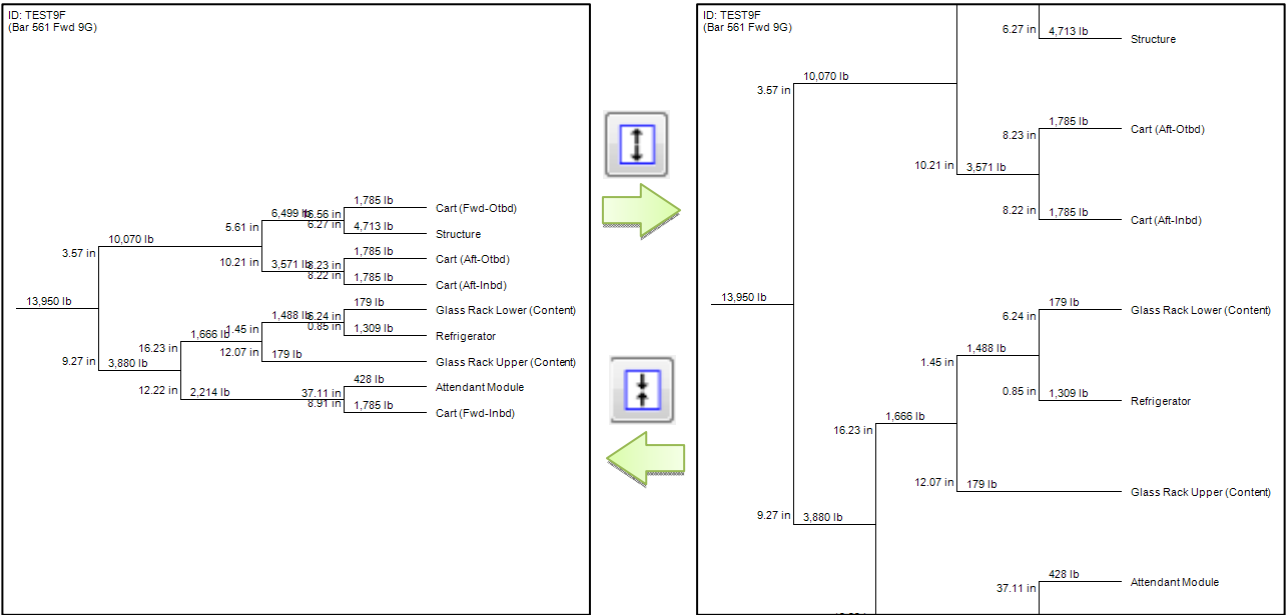 ID: TEST9F
(Bar 561 Fwd 9G)
1,785 lb
6,499 lb
16.56 in
Cart (Fwd-Otbd)
5.61 in
6.27 in
4,713 lb
Structure
10,070 lb
3.57 in
1,785 lb
10.21 in
3,571 lb
8.23 in
Cart (Aft-Otbd)
8.22 in
1,785 lb
Cart (Aft-Inbd)
13,950 lb
179 lb
1,488 lb
6.24 in
Glass Rack Lower (Content)
1.45 in
0.85 in
1,309 lb
Refrigerator
1,666 lb
16.23 in
12.07 in
179 lb
Glass Rack Upper (Content)
9.27 in
3,880 lb
428 lb
12.22 in
2,214 lb
37.11 in
Attendant Module
8.91 in
1,785 lb
Cart (Fwd-Inbd)
ID: TEST9F
(Bar 561 Fwd 9G)
6.27 in
4,713 lb
Structure
10,070 lb
3.57 in
1,785 lb
8.23 in
Cart (Aft-Otbd)
10.21 in
3,571 lb
8.22 in
1,785 lb
Cart (Aft-Inbd)
13,950 lb
179 lb
6.24 in
Glass Rack Lower (Content)
1.45 in
1,488 lb
0.85 in
1,309 lb
Refrigerator
1,666 lb
16.23 in
12.07 in
179 lb
Glass Rack Upper (Content)
9.27 in
3,880 lb
428 lb
37.11 in
Attendant Module